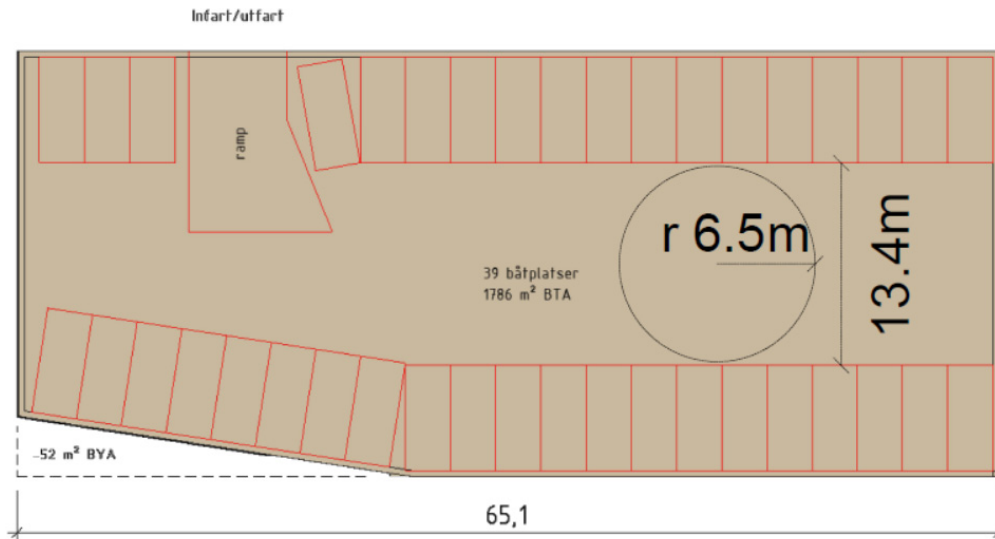 Infart/utfart
ramp
r 6.5m
13.4m
39 båtplatser
1786 m² BTA
-52 m² BYA
65,1